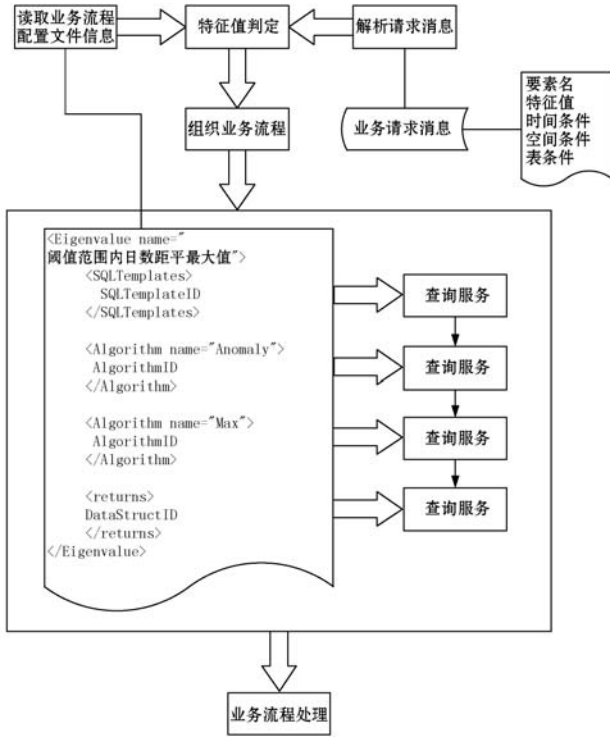 读取业务流程
配置文件信息
特征值判定
解析请求消息
组织业务流程
业务请求消息
要素名
特征值
时间条件
空间条件
表条件
<Eigenvalue name="
阈值范围内日数距平最大值">
<SQLTemplates>
SQLTemplateID
</SQLTemplates>
<Algorithm name="Anomaly">
AlgorithmID
</Algorithm>
<Algorithm name="Max">
AlgorithmID
</Algorithm>
<returns>
DataStructID
</returns>
</Eigenvalue>
查询服务
查询服务
查询服务
查询服务
业务流程处理